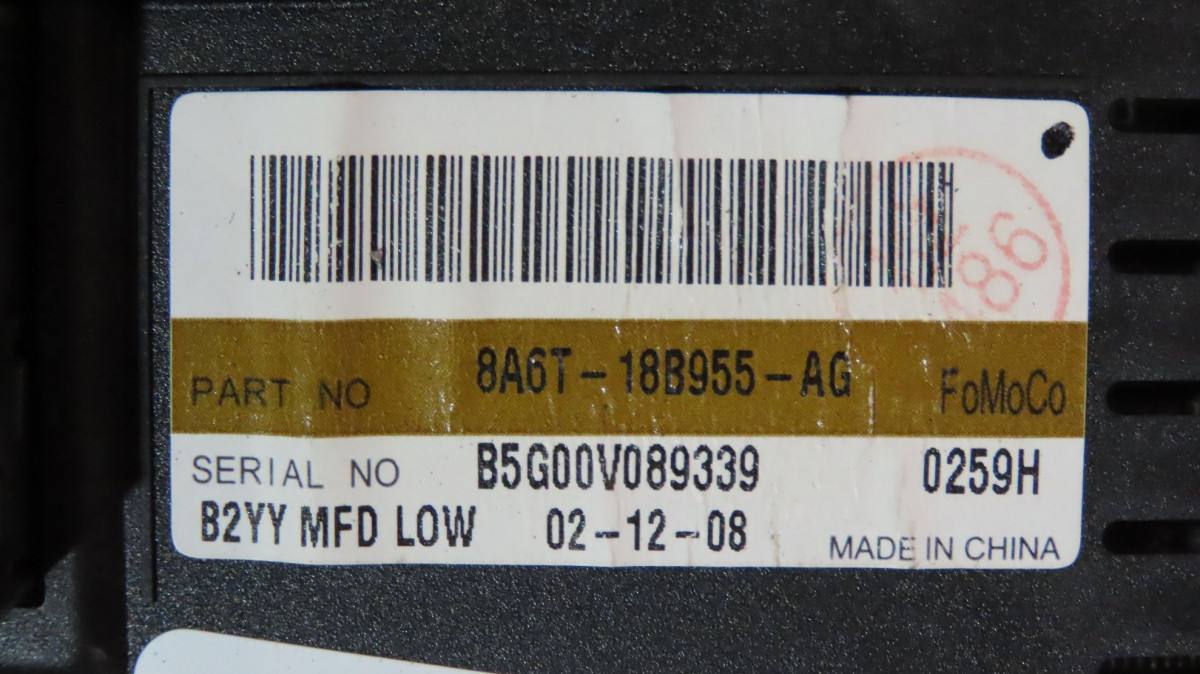 486
PART NO 8A6T-18B955-AG FoMoCo
SERIAL NO B5G00V089339 0259H
B2YY MFD LOW 02-12-08 MADE IN CHINA